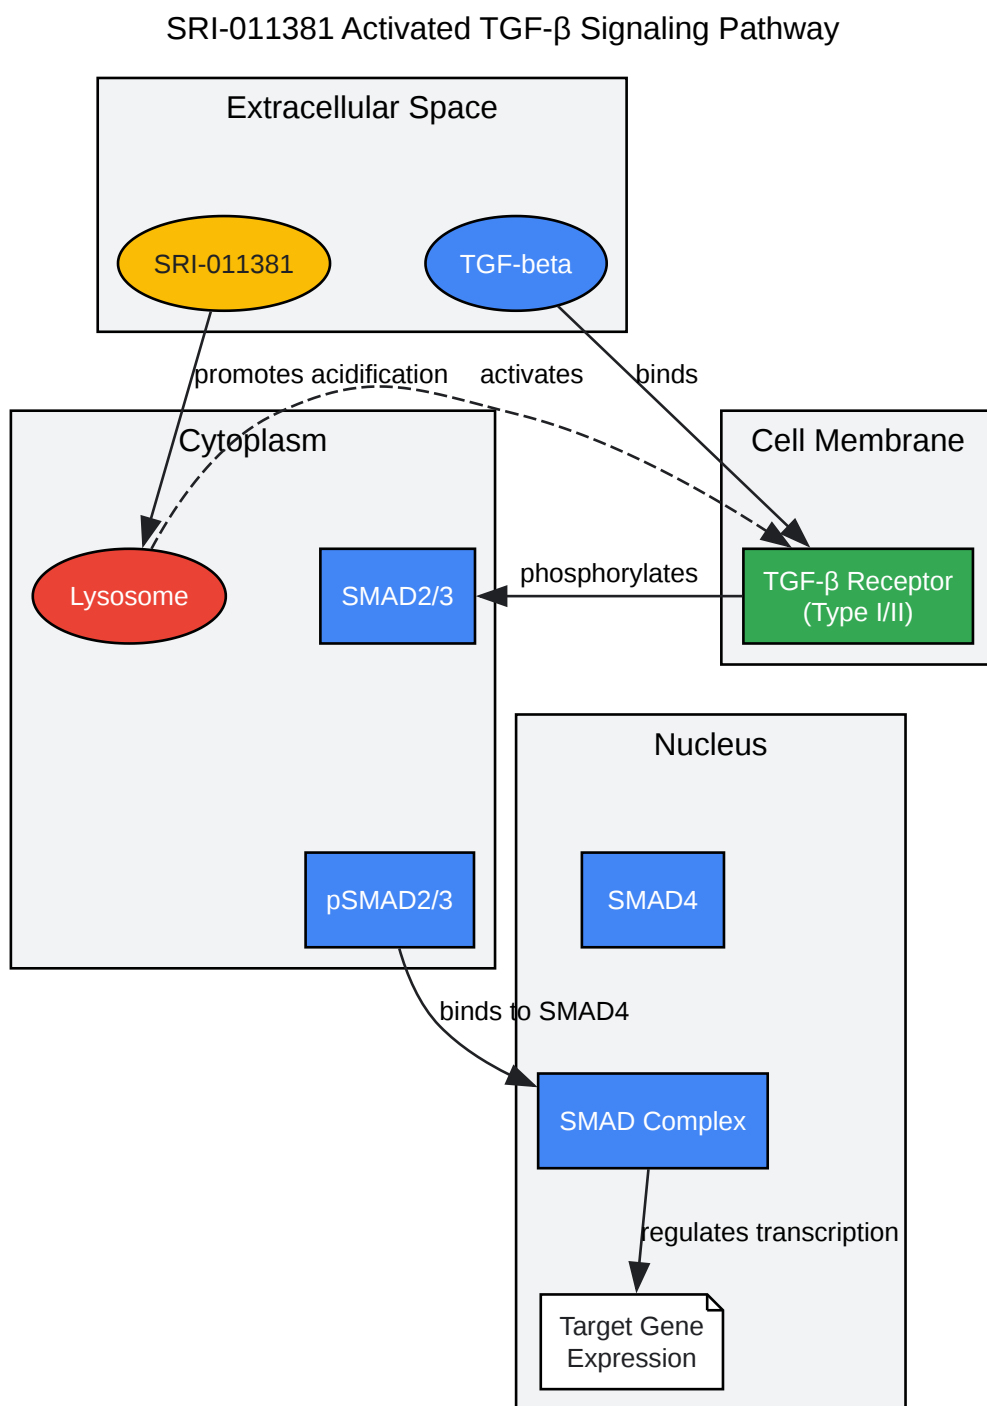 SRI-011381 Activated TGF-β Signaling Pathway
Extracellular Space
SRI-011381
TGF-beta
promotes acidification
activates
binds
Cytoplasm
Cell Membrane
Lysosome
SMAD2/3
phosphorylates
TGF-β Receptor
(Type I/II)
Nucleus
pSMAD2/3
SMAD4
binds to SMAD4
SMAD Complex
regulates transcription
Target Gene
Expression